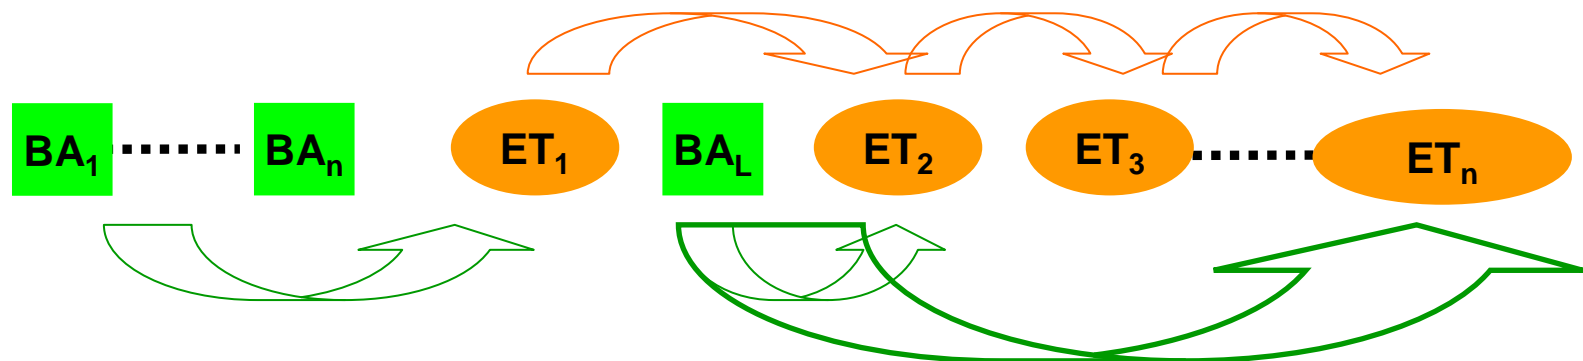 BA1 BAn ET1 BAL ET2 ET3 ETn